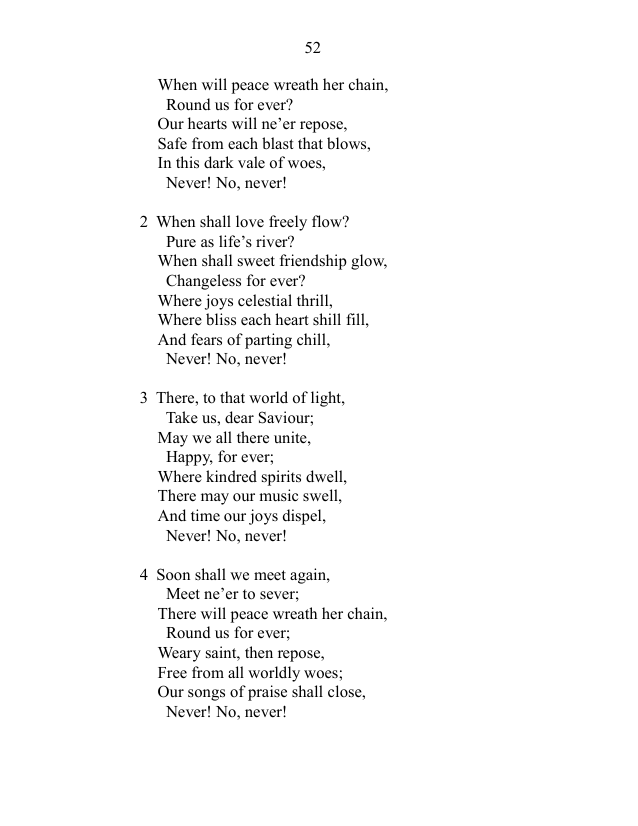 52
When will peace wreath her chain,
Round us for ever?
Our hearts will ne’er repose,
Safe from each blast that blows,
In this dark vale of woes,
Never! No, never!
2 When shall love freely flow?
Pure as life’s river?
When shall sweet friendship glow,
Changeless for ever?
Where joys celestial thrill,
Where bliss each heart shill fill,
And fears of parting chill,
Never! No, never!
3 There, to that world of light,
Take us, dear Saviour;
May we all there unite,
Happy, for ever;
Where kindred spirits dwell,
There may our music swell,
And time our joys dispel,
Never! No, never!
4 Soon shall we meet again,
Meet ne’er to sever;
There will peace wreath her chain,
Round us for ever;
Weary saint, then repose,
Free from all worldly woes;
Our songs of praise shall close,
Never! No, never!